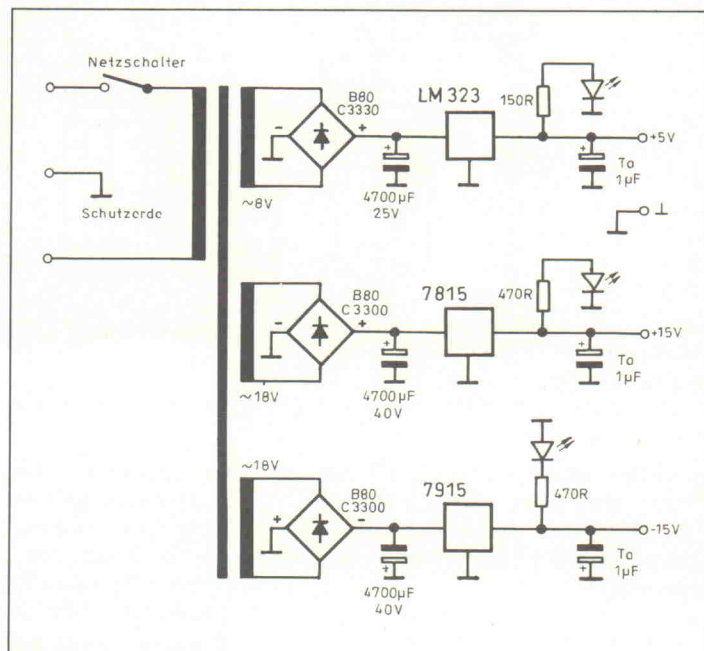 Netzschalter
Schutzerde
~8V
B80
C3330
-
+
+
4700µF
25V
LM 323
150R
+5V
+
Ta
1µF
⊥
~18V
B80
C3300
-
+
+
4700µF
40V
7815
470R
+15V
+
Ta
1µF
~18V
B80
C3300
+
-
+
4700µF
40V
7915
470R
-15V
+
Ta
1µF